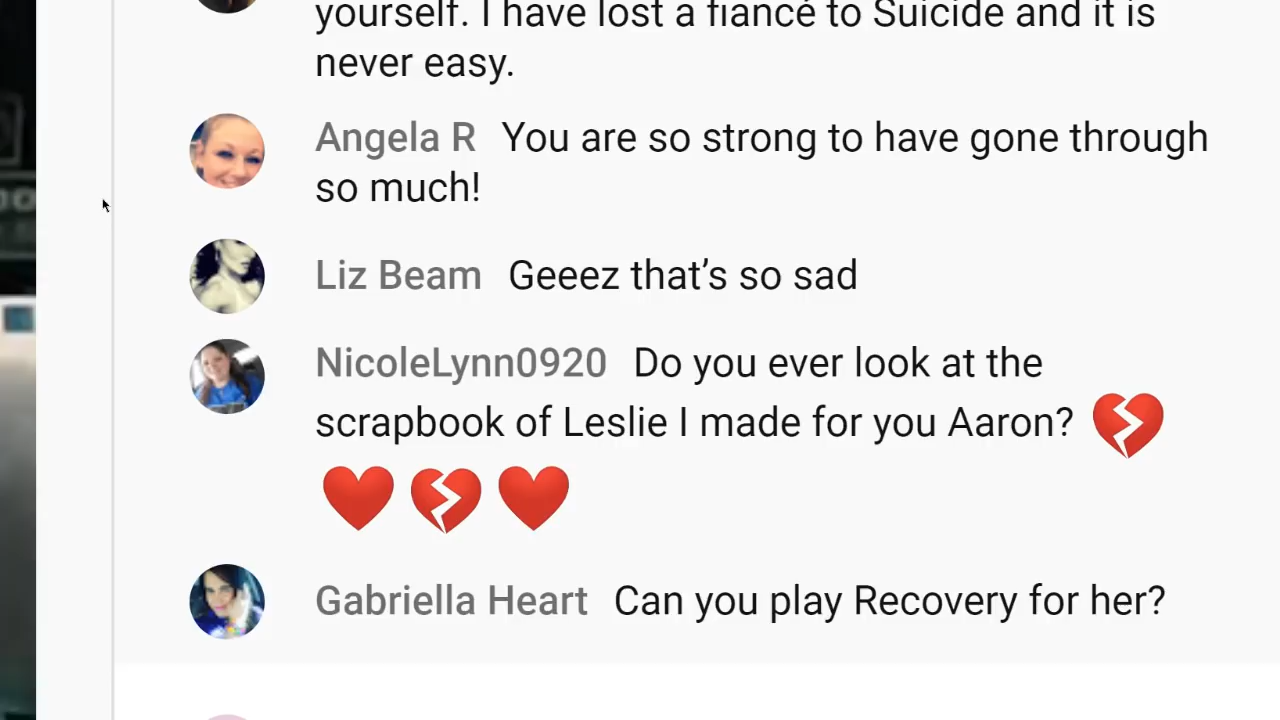 yourself. I have lost a fiancé to Suicide and it is
never easy.
Angela R You are so strong to have gone through
so much!
Liz Beam Geeez that’s so sad
NicoleLynn0920 Do you ever look at the
scrapbook of Leslie I made for you Aaron? 💔
❤️💔❤️
Gabriella Heart Can you play Recovery for her?